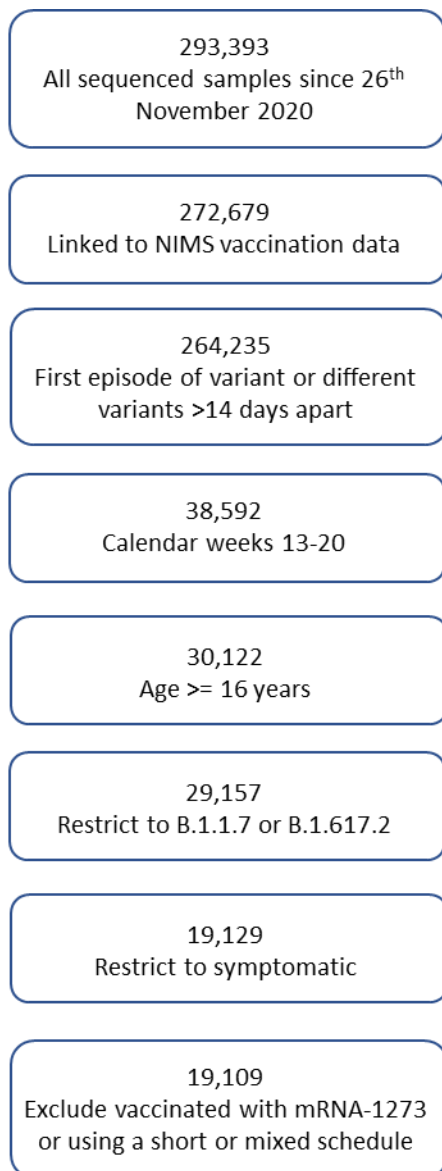 293,393
All sequenced samples since 26th
November 2020
272,679
Linked to NIMS vaccination data
264,235
First episode of variant or different
variants >14 days apart
38,592
Calendar weeks 13-20
30,122
Age >= 16 years
29,157
Restrict to B.1.1.7 or B.1.617.2
19,129
Restrict to symptomatic
19,109
Exclude vaccinated with mRNA-1273
or using a short or mixed schedule